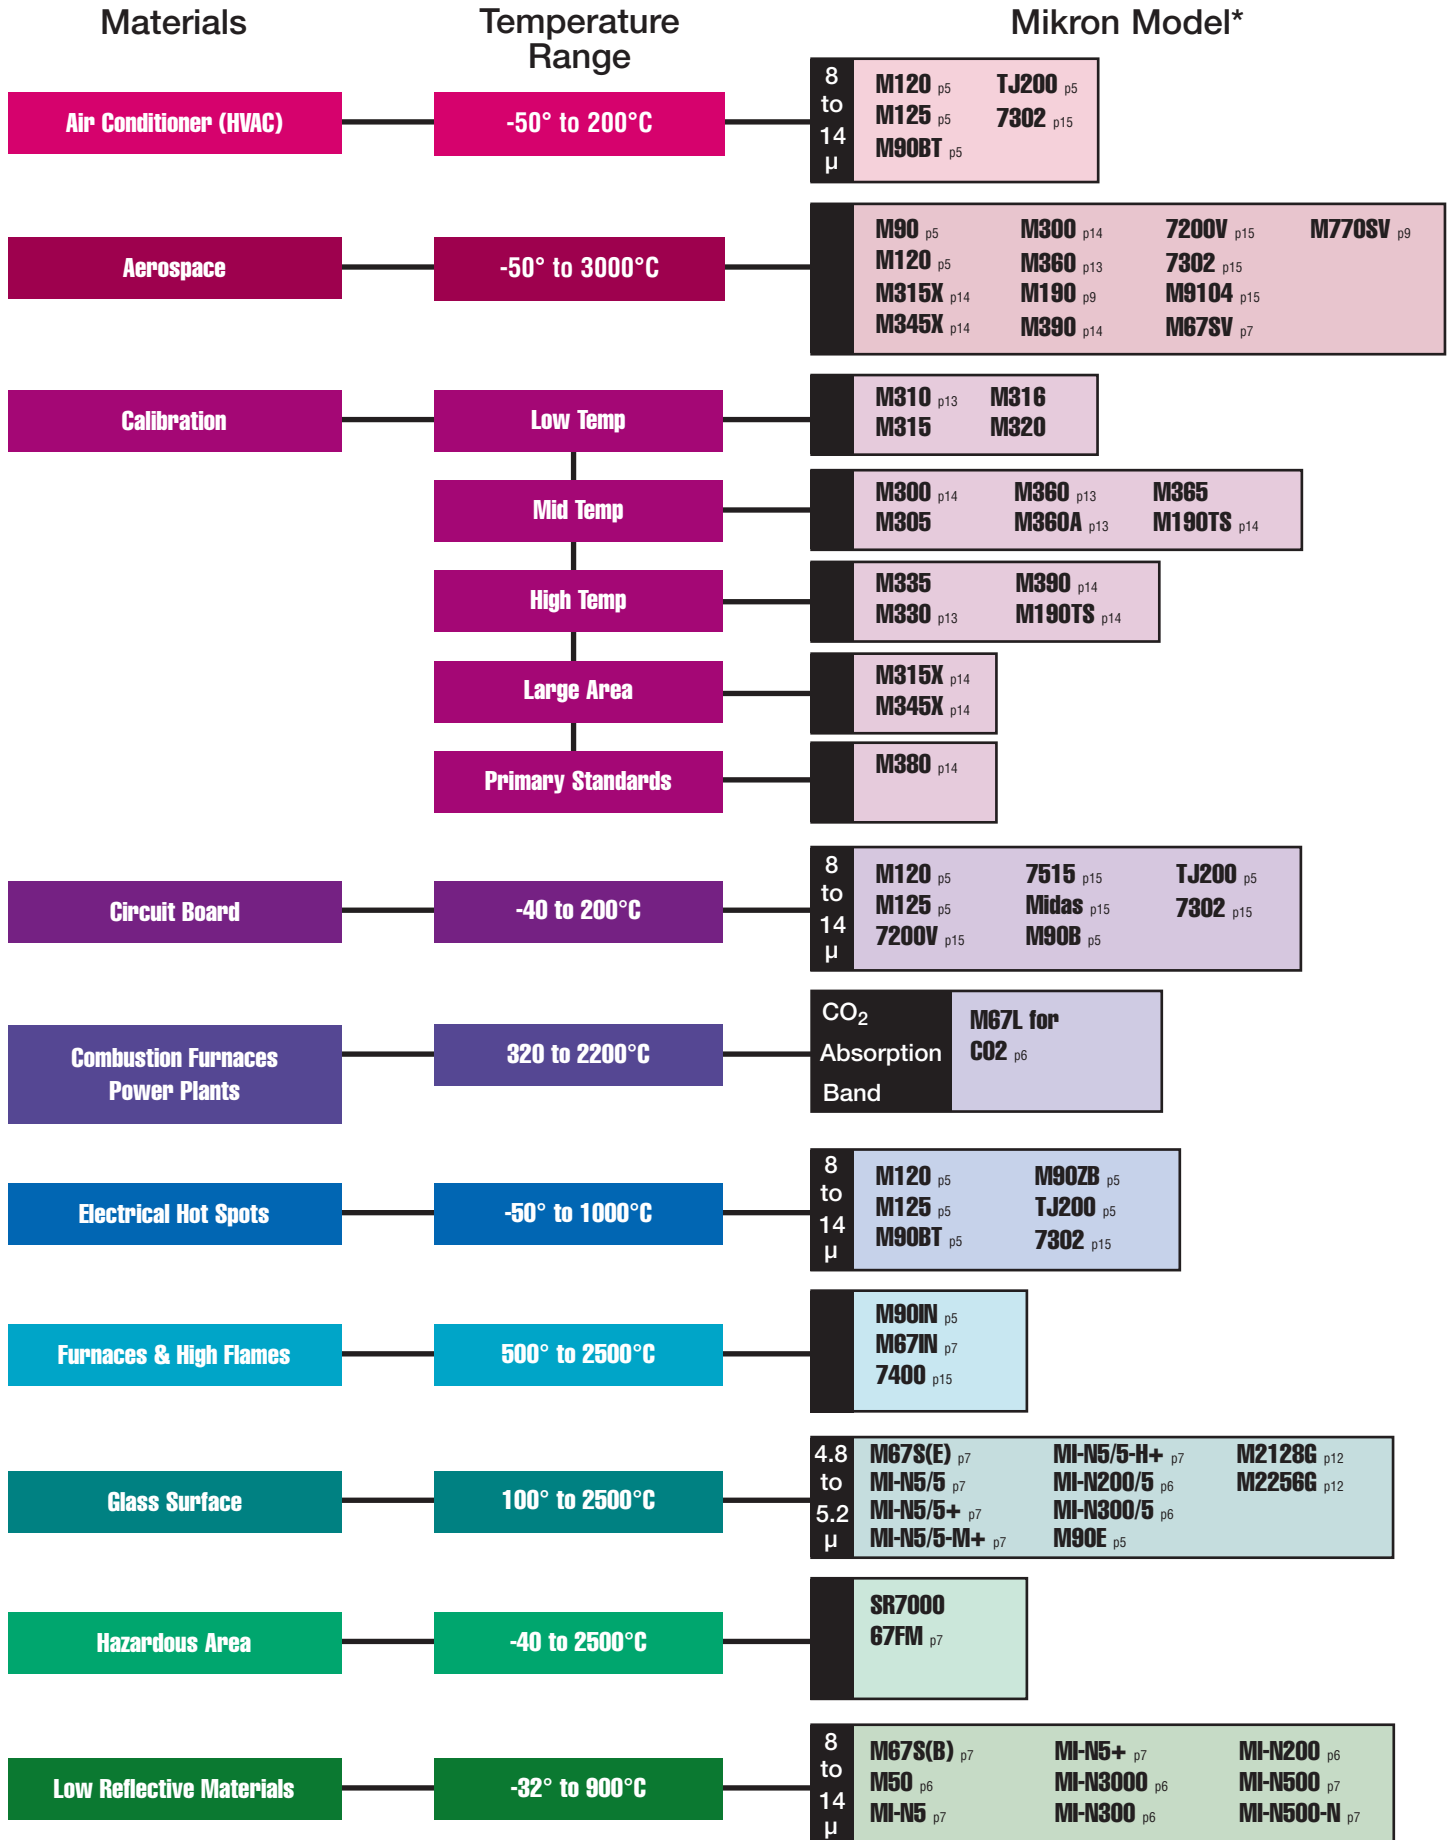 Materials
Temperature
Range
Mikron Model*
Air Conditioner (HVAC)
-50° to 200°C
8
to
14
µ
M120 p5 TJ200 p5
M125 p5 7302 p15
M90BT p5
Aerospace
-50° to 3000°C
M90 p5 M300 p14 7200V p15 M770SV p9
M120 p5 M360 p13 7302 p15
M315X p14 M190 p9 M9104 p15
M345X p14 M390 p14 M67SV p7
Calibration
Low Temp
M310 p13 M316
M315 M320
Mid Temp
M300 p14 M360 p13 M365
M305 M360A p13 M190TS p14
High Temp
M335 M390 p14
M330 p13 M190TS p14
Large Area
M315X p14
M345X p14
Primary Standards
M380 p14
Circuit Board
-40 to 200°C
8
to
14
µ
M120 p5 7515 p15 TJ200 p5
M125 p5 Midas p15 7302 p15
7200V p15 M90B p5
Combustion Furnaces
Power Plants
320 to 2200°C
CO2
Absorption
Band
M67L for
CO2 p6
Electrical Hot Spots
-50° to 1000°C
8
to
14
µ
M120 p5 M90ZB p5
M125 p5 TJ200 p5
M90BT p5 7302 p15
Furnaces & High Flames
500° to 2500°C
M90IN p5
M67IN p7
7400 p15
Glass Surface
100° to 2500°C
4.8
to
5.2
µ
M67S(E) p7 MI-N5/5-H+ p7 M2128G p12
MI-N5/5 p7 MI-N200/5 p6 M2256G p12
MI-N5/5+ p7 MI-N300/5 p6
MI-N5/5-M+ p7 M90E p5
Hazardous Area
-40 to 2500°C
SR7000
67FM p7
Low Reflective Materials
-32° to 900°C
8
to
14
µ
M67S(B) p7 MI-N5+ p7 MI-N200 p6
M50 p6 MI-N3000 p6 MI-N500 p7
MI-N5 p7 MI-N300 p6 MI-N500-N p7